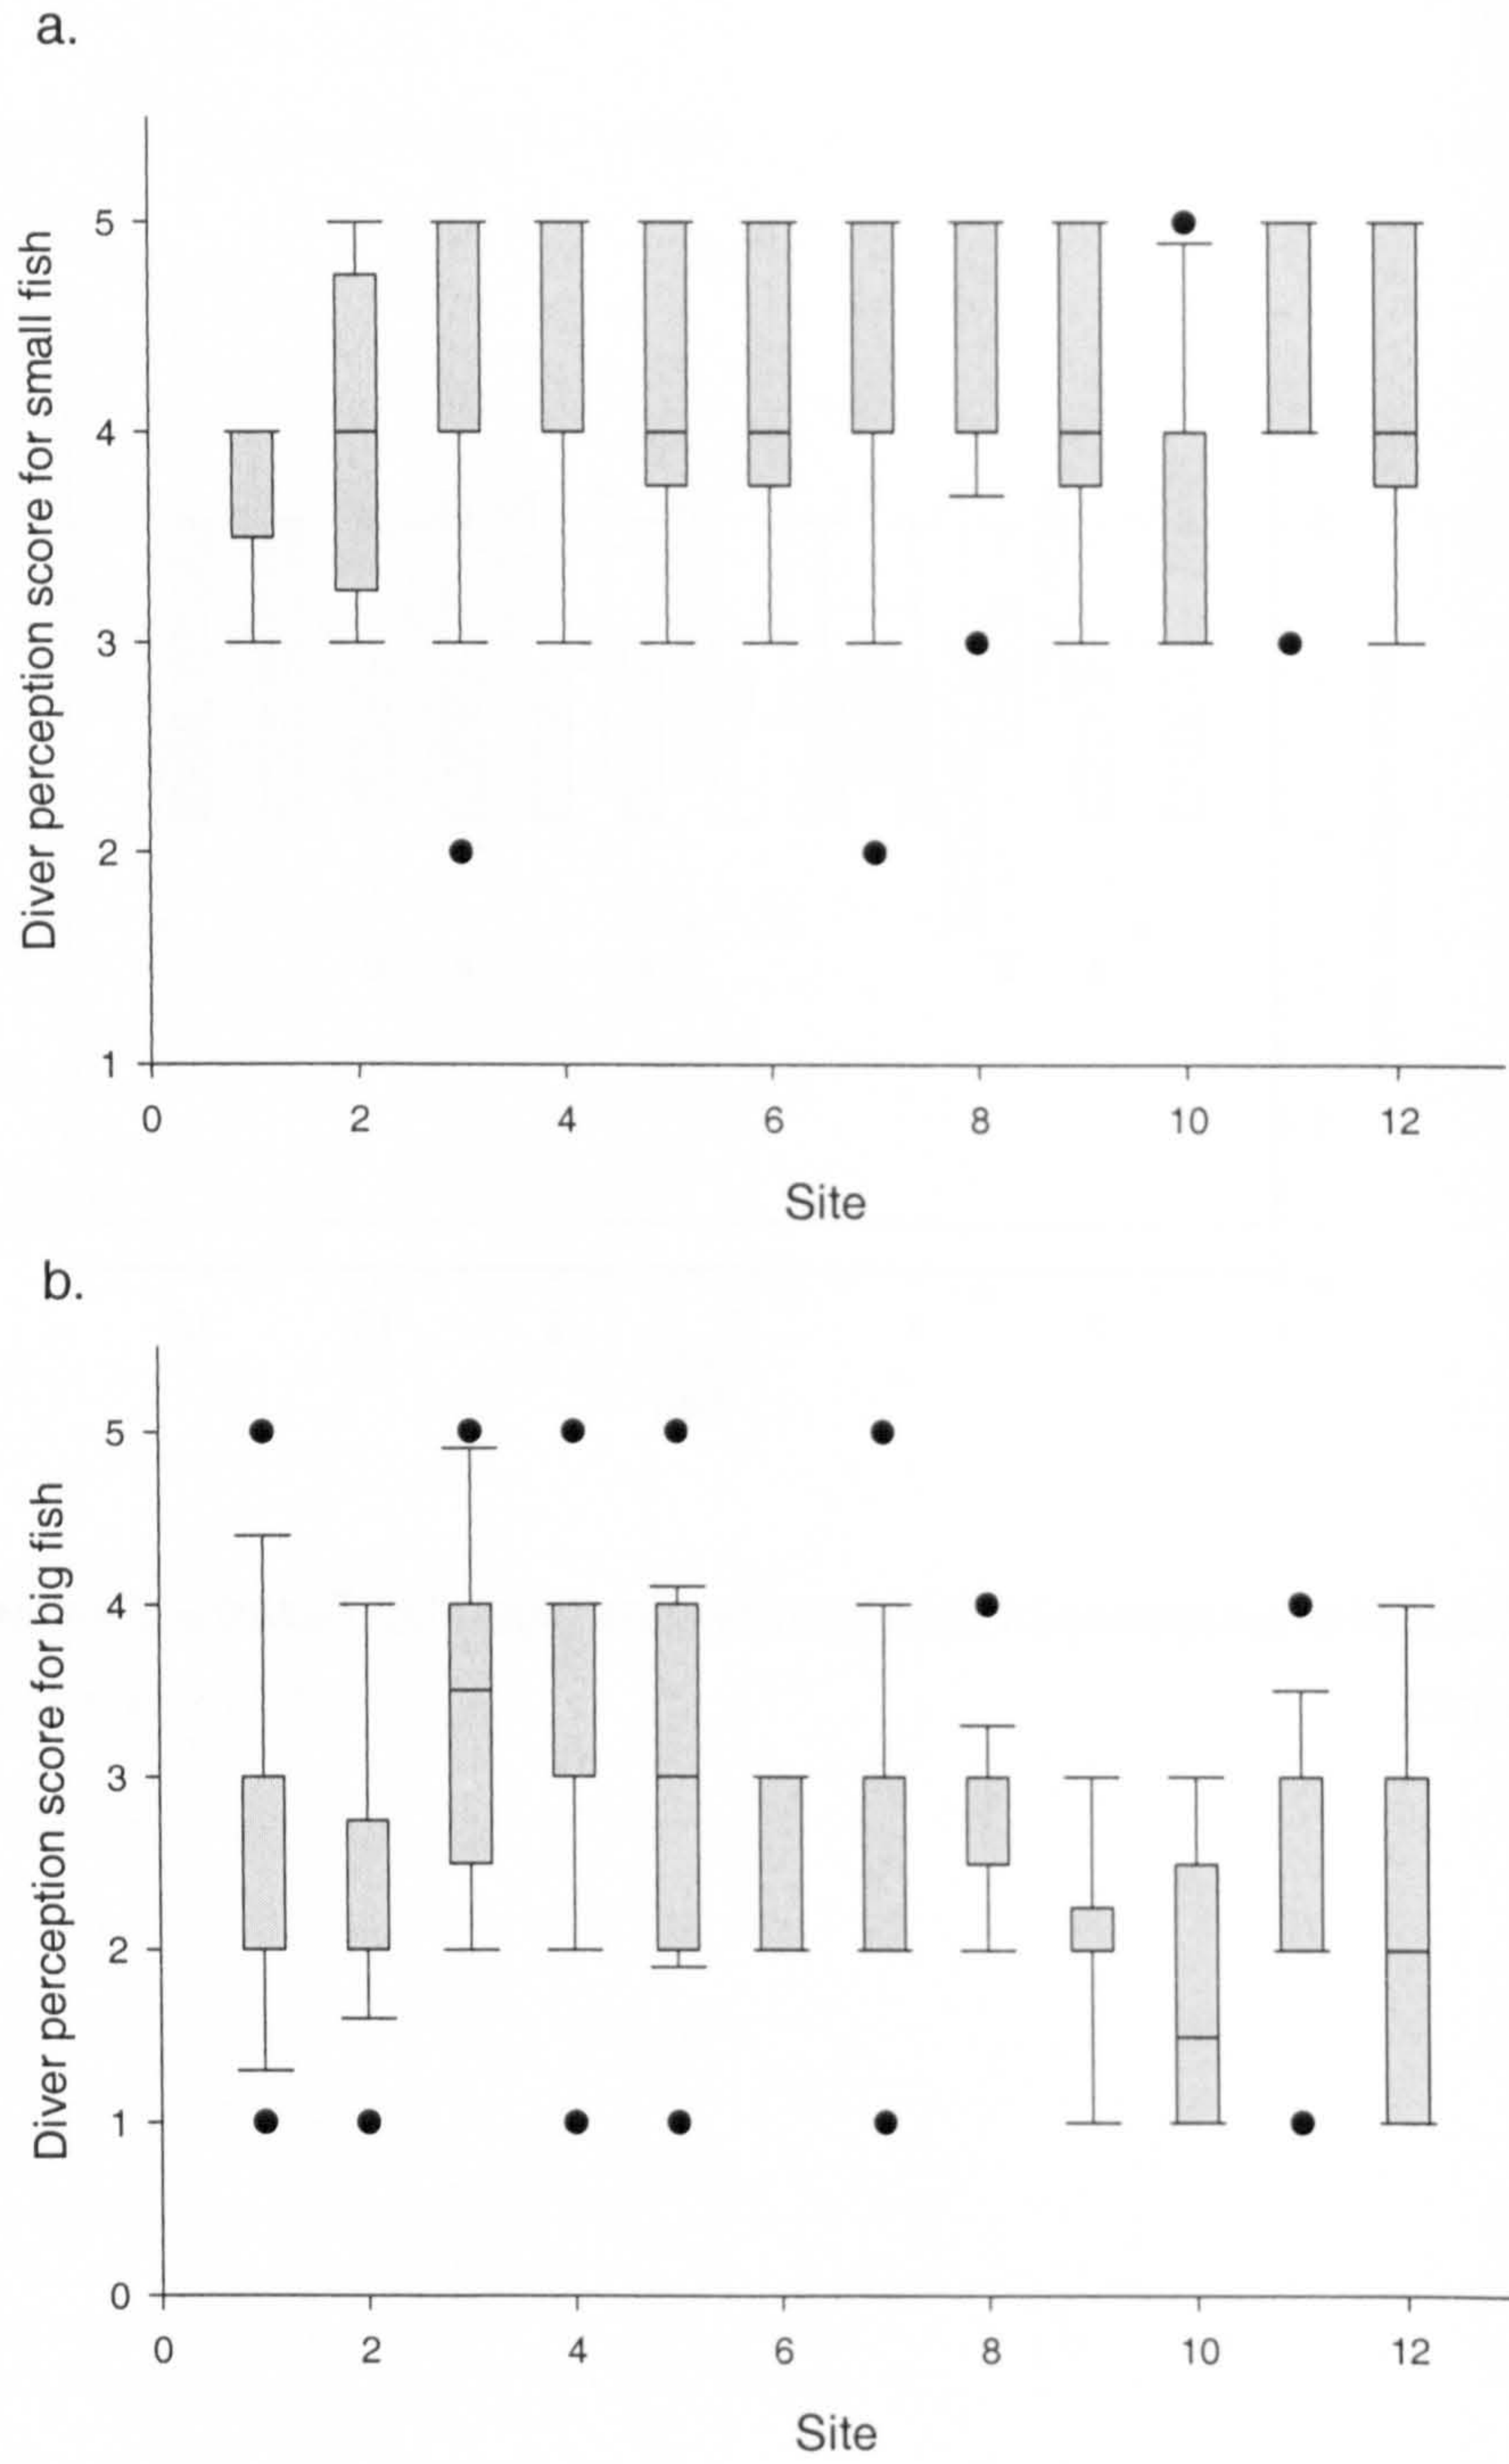 a.
Diver perception score for small fish
5
4
3
2
1
0 2 4 6 8 10 12
Site
b.
Diver perception score for big fish
5
4
3
2
1
0
0 2 4 6 8 10 12
Site